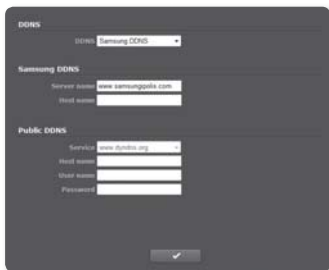 DDNS
DDNS Samsung DDNS
Samsung DDNS
Server name www.samsungipolis.com
Host name
Public DDNS
Service www.dyndns.org
Host name
User name
Password